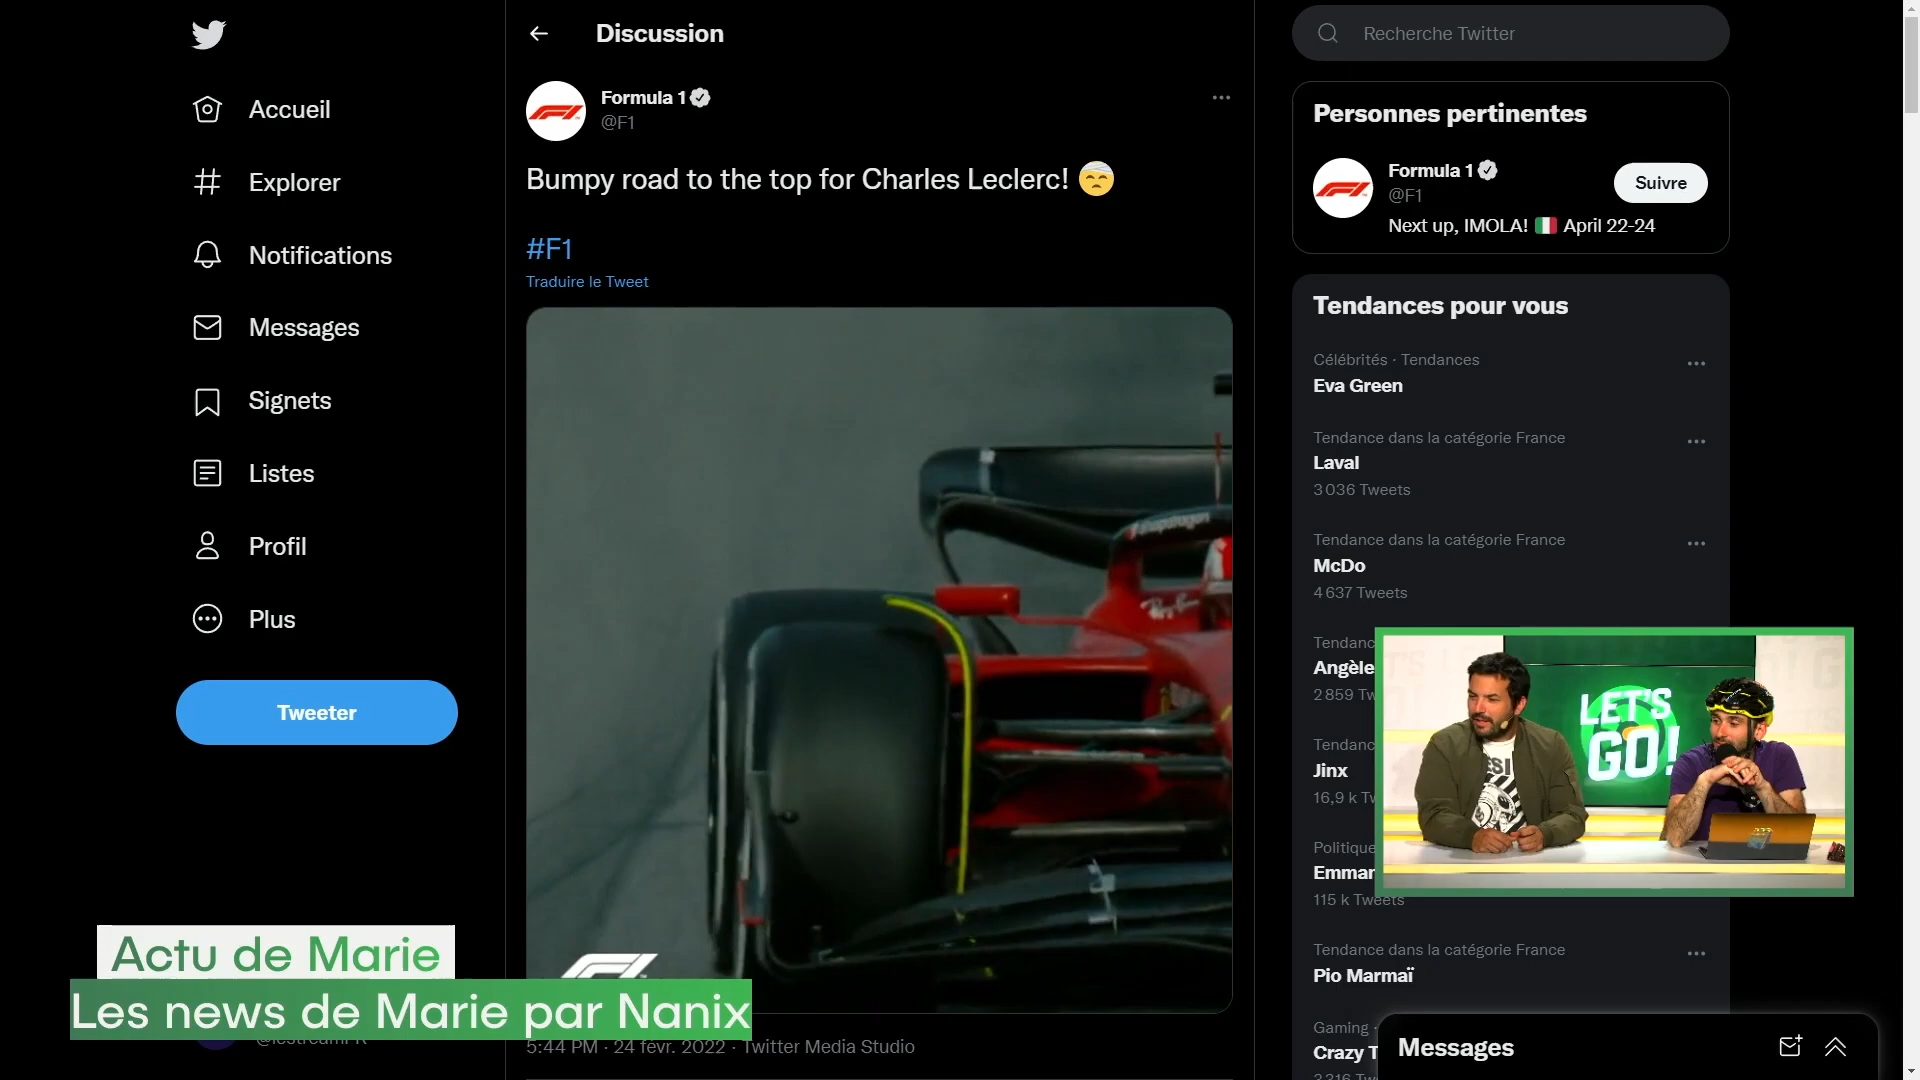 Accueil
Explorer
Notifications
Messages
Signets
Listes
Profil
Plus
Tweeter
Discussion
Formula 1
@F1
Bumpy road to the top for Charles Leclerc!
#F1
Traduire le Tweet
Ray-Ban
5:44 PM · 24 févr. 2022 · Twitter Media Studio
Recherche Twitter
Personnes pertinentes
Formula 1
@F1
Suivre
Next up, IMOLA! April 22-24
Tendances pour vous
Célébrités · Tendances
Eva Green
Tendance dans la catégorie France
Laval
3 036 Tweets
Tendance dans la catégorie France
McDo
4 637 Tweets
Angèle
Jinx
Politique
115 k Tweets
Tendance dans la catégorie France
Pio Marmaï
Gaming ·
Messages
LET'S
GO!
Actu de Marie
Les news de Marie par Nanix